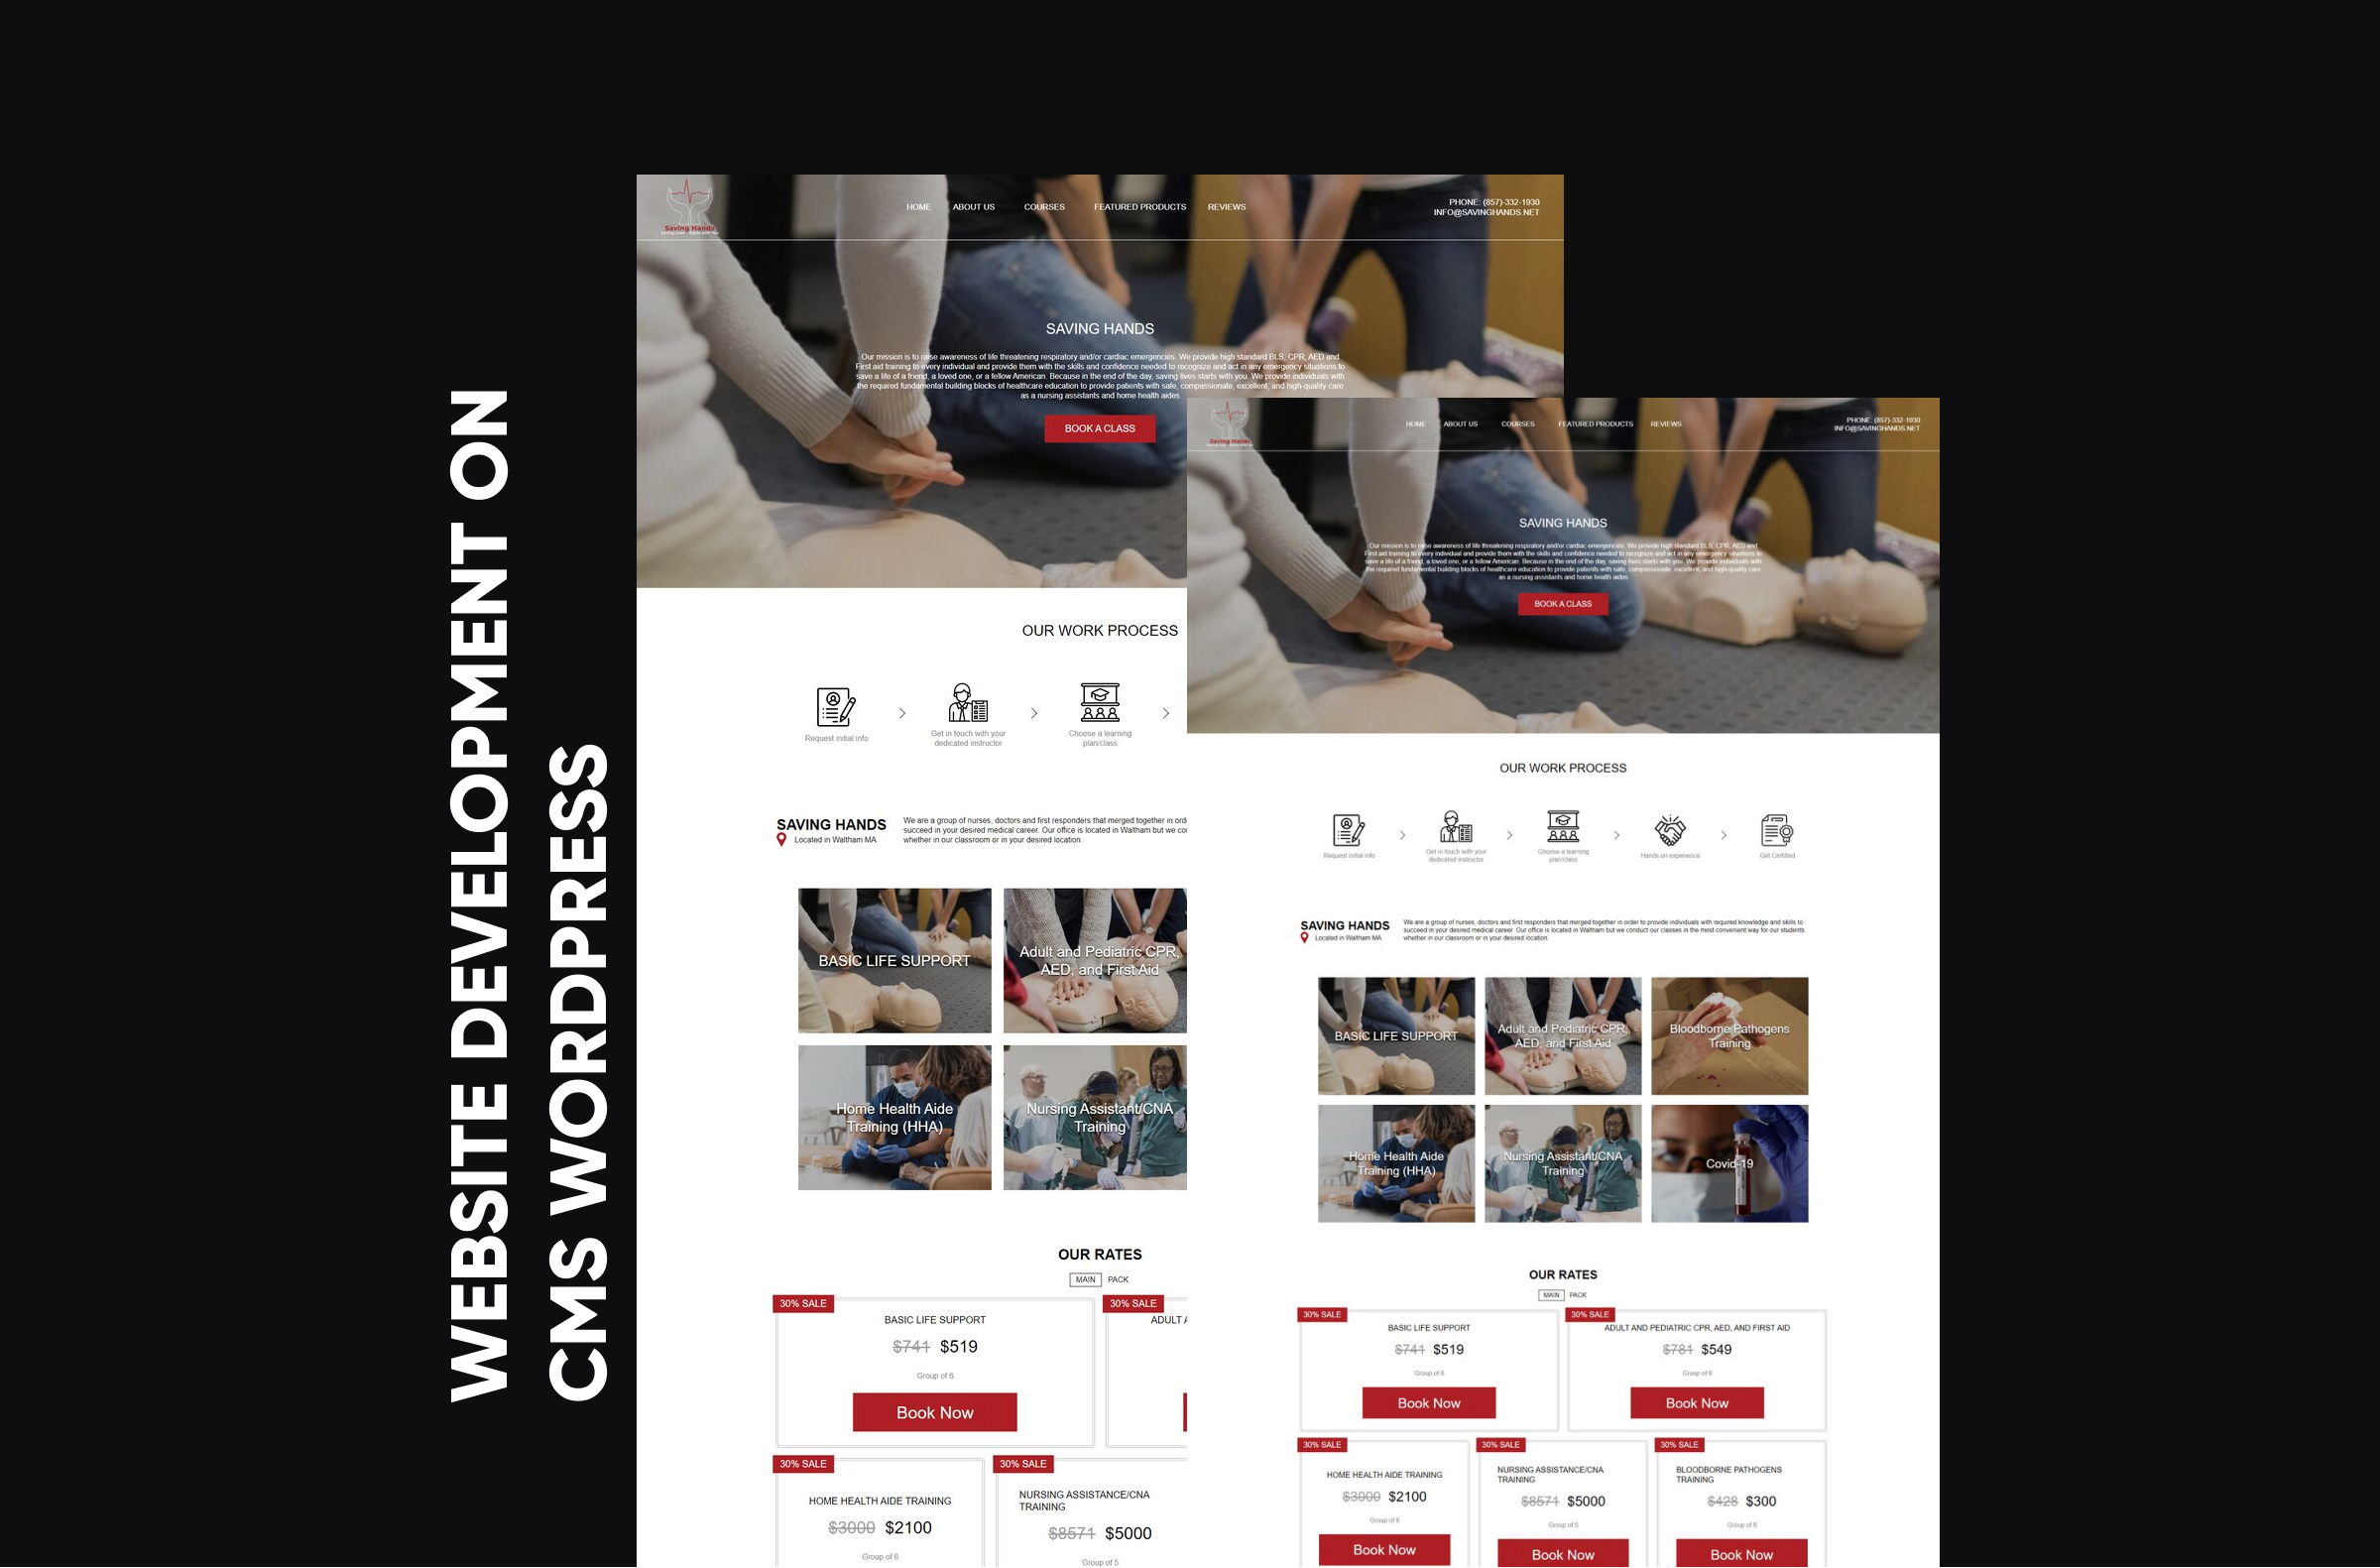 WEBSITE DEVELOPMENT ON
CMS WORDPRESS
Saving Hands
HOME
ABOUT US
COURSES
FEATURED PRODUCTS
REVIEWS
PHONE: (857)-332-1930
INFO@SAVINGHANDS.NET
SAVING HANDS
Our mission is to raise awareness of life threatening respiratory and/or cardiac emergencies. We provide high standard BLS, CPR, AED and
First aid training to every individual and provide them with the skills and confidence needed to recognize and act in any emergency situations to
save a life of a friend, a loved one, or a fellow American. Because in the end of the day, saving lives starts with you. We provide individuals with
the required fundamental building blocks of healthcare education to provide patients with safe, compassionate, excellent, and high-quality care
as a nursing assistants and home health aides
BOOK A CLASS
OUR WORK PROCESS
Request initial info
Get in touch with your
dedicated instructor
Choose a learning
plan/class
SAVING HANDS
Located in Waltham MA
We are a group of nurses, doctors and first responders that merged together in ord
succeed in your desired medical career. Our office is located in Waltham but we co
whether in our classroom or in your desired location.
BASIC LIFE SUPPORT
Adult and Pediatric CPR,
AED, and First Aid
Home Health Aide
Training (HHA)
Nursing Assistant/CNA
Training
OUR RATES
MAIN
PACK
30% SALE
BASIC LIFE SUPPORT
$741 $519
Group of 6
Book Now
30% SALE
ADULT A
30% SALE
HOME HEALTH AIDE TRAINING
$3000 $2100
Group of 6
30% SALE
NURSING ASSISTANCE/CNA
TRAINING
$8571 $5000
Group of 5
Saving Hands
HOME
ABOUT US
COURSES
FEATURED PRODUCTS
REVIEWS
PHONE: (857)-332-1930
INFO@SAVINGHANDS.NET
SAVING HANDS
Our mission is to raise awareness of life threatening respiratory and/or cardiac emergencies. We provide high standard BLS, CPR, AED and
First aid training to every individual and provide them with the skills and confidence needed to recognize and act in any emergency situations to
save a life of a friend, a loved one, or a fellow American. Because in the end of the day, saving lives starts with you. We provide individuals with
the required fundamental building blocks of healthcare education to provide patients with safe, compassionate, excellent, and high-quality care
as a nursing assistants and home health aides
BOOK A CLASS
OUR WORK PROCESS
Request initial info
Get in touch with your
dedicated instructor
Choose a learning
plan/class
Hands on experience
Get Certified
SAVING HANDS
Located in Waltham MA
We are a group of nurses, doctors and first responders that merged together in order to provide individuals with required knowledge and skills to
succeed in your desired medical career. Our office is located in Waltham but we conduct our classes in the most convenient way for our students
whether in our classroom or in your desired location.
BASIC LIFE SUPPORT
Adult and Pediatric CPR,
AED, and First Aid
Bloodborne Pathogens
Training
Home Health Aide
Training (HHA)
Nursing Assistant/CNA
Training
Covid-19
OUR RATES
MAIN
PACK
30% SALE
BASIC LIFE SUPPORT
$741 $519
Group of 6
Book Now
30% SALE
ADULT AND PEDIATRIC CPR, AED, AND FIRST AID
$781 $549
Group of 6
Book Now
30% SALE
HOME HEALTH AIDE TRAINING
$3000 $2100
Group of 6
Book Now
30% SALE
NURSING ASSISTANCE/CNA
TRAINING
$8571 $5000
Group of 5
Book Now
30% SALE
BLOODBORNE PATHOGENS
TRAINING
$428 $300
Group of 6
Book Now